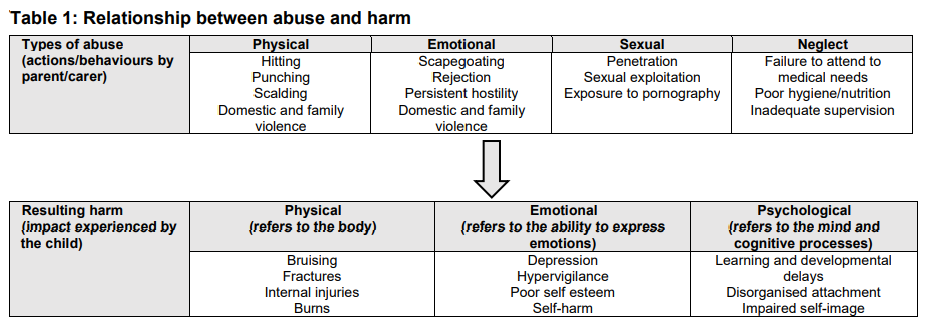 Table 1: Relationship between abuse and harm
Types of abuse
(actions/behaviours by
parent/carer)
Physical
Hitting
Punching
Scalding
Domestic and family
violence
Emotional
Scapegoating
Rejection
Persistent hostility
Domestic and family
violence
Sexual
Penetration
Sexual exploitation
Exposure to pornography
Neglect
Failure to attend to
medical needs
Poor hygiene/nutrition
Inadequate supervision
Resulting harm
(impact experienced by
the child)
Physical
(refers to the body)
Bruising
Fractures
Internal injuries
Burns
Emotional
(refers to the ability to express
emotions)
Depression
Hypervigilance
Poor self esteem
Self-harm
Psychological
(refers to the mind and
cognitive processes)
Learning and developmental
delays
Disorganised attachment
Impaired self-image